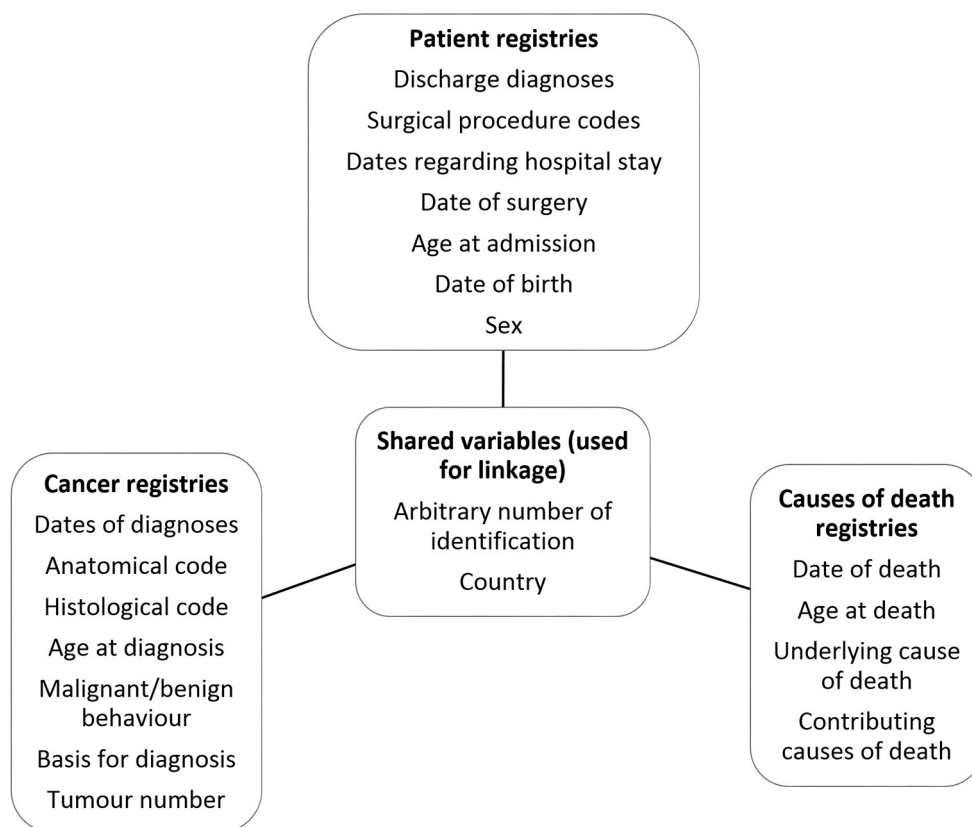 Patient registries
Discharge diagnoses
Surgical procedure codes
Dates regarding hospital stay
Date of surgery
Age at admission
Date of birth
Sex
Shared variables (used
for linkage)
Arbitrary number of
identification
Country
Cancer registries
Dates of diagnoses
Anatomical code
Histological code
Age at diagnosis
Malignant/benign
behaviour
Basis for diagnosis
Tumour number
Causes of death
registries
Date of death
Age at death
Underlying cause
of death
Contributing
causes of death